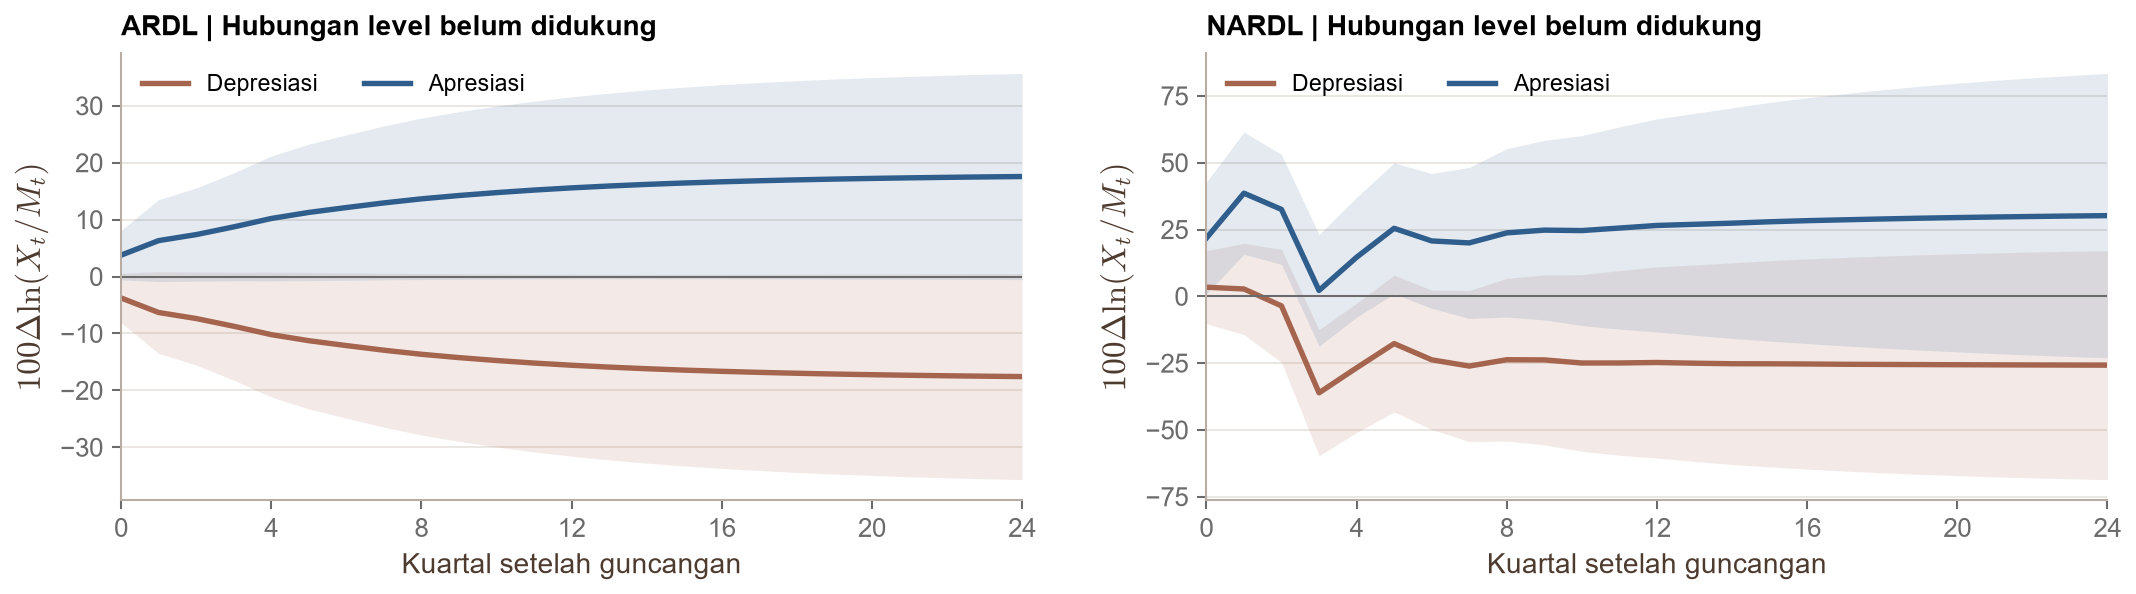 ARDL | Hubungan level belum didukung
Depresiasi Apresiasi
30
20
10
0
−10
−20
−30
100Δln(X_t/M_t)
0 4 8 12 16 20 24
Kuartal setelah guncangan
NARDL | Hubungan level belum didukung
Depresiasi Apresiasi
75
50
25
0
−25
−50
−75
100Δln(X_t/M_t)
0 4 8 12 16 20 24
Kuartal setelah guncangan